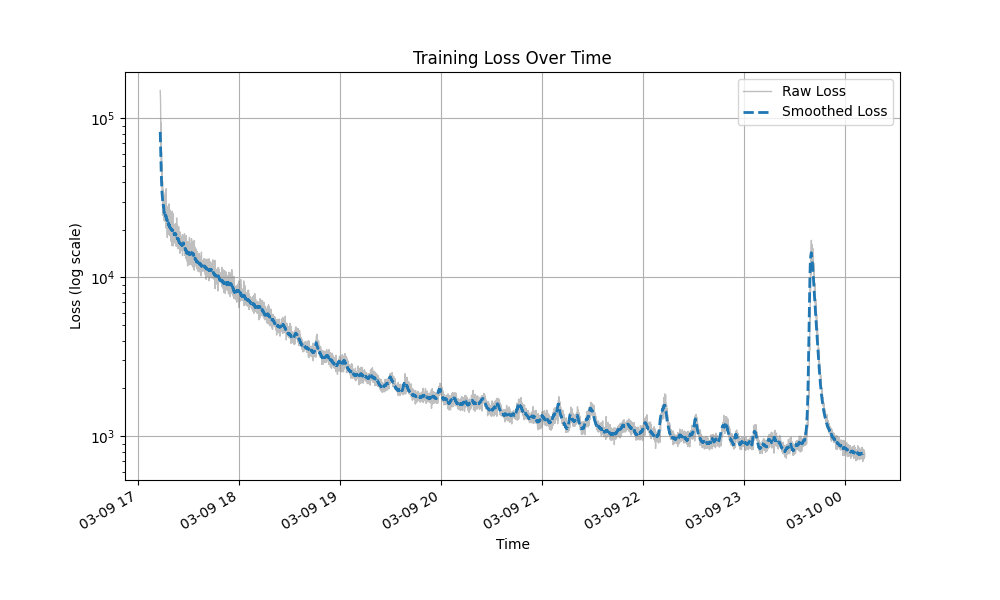 Training Loss Over Time
Raw Loss
Smoothed Loss
10^5
10^4
10^3
Loss (log scale)
03-09 17
03-09 18
03-09 19
03-09 20
03-09 21
03-09 22
03-09 23
03-10 00
Time